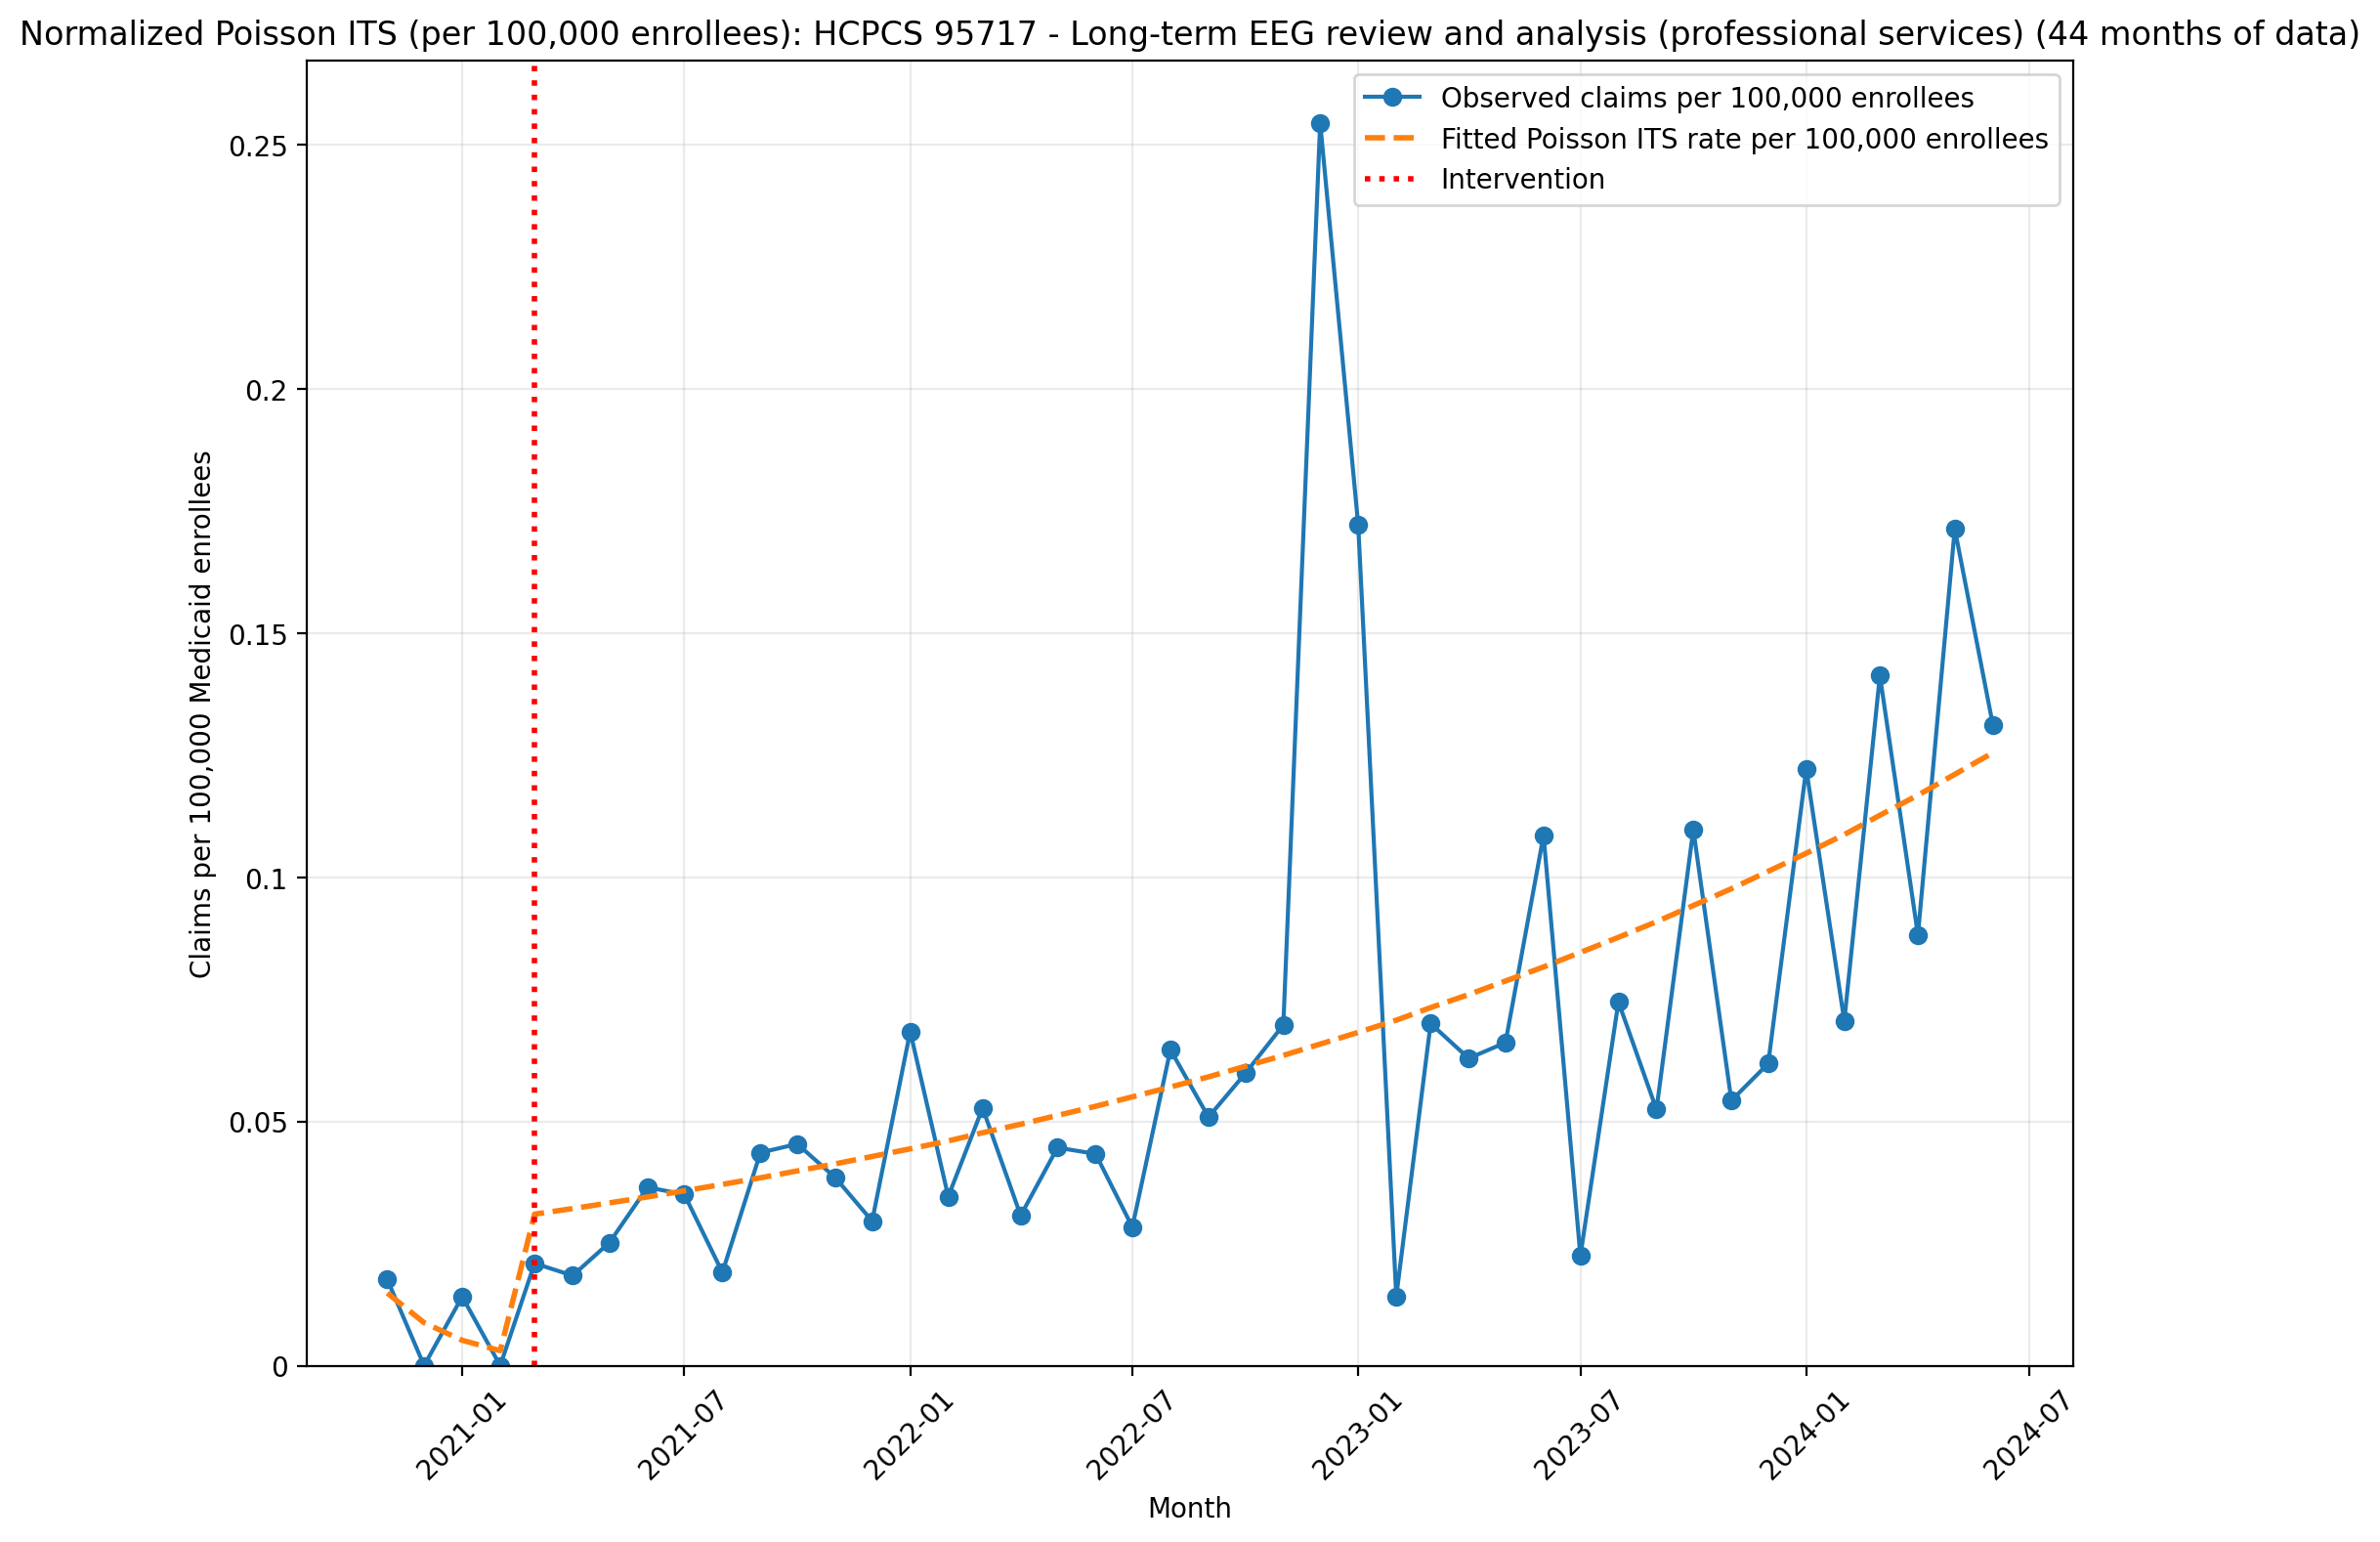 Normalized Poisson ITS (per 100,000 enrollees): HCPCS 95717 - Long-term EEG review and analysis (professional services) (44 months of data)
Observed claims per 100,000 enrollees
Fitted Poisson ITS rate per 100,000 enrollees
Intervention
Claims per 100,000 Medicaid enrollees
0.25
0.2
0.15
0.1
0.05
0
2021-01
2021-07
2022-01
2022-07
2023-01
2023-07
2024-01
2024-07
Month